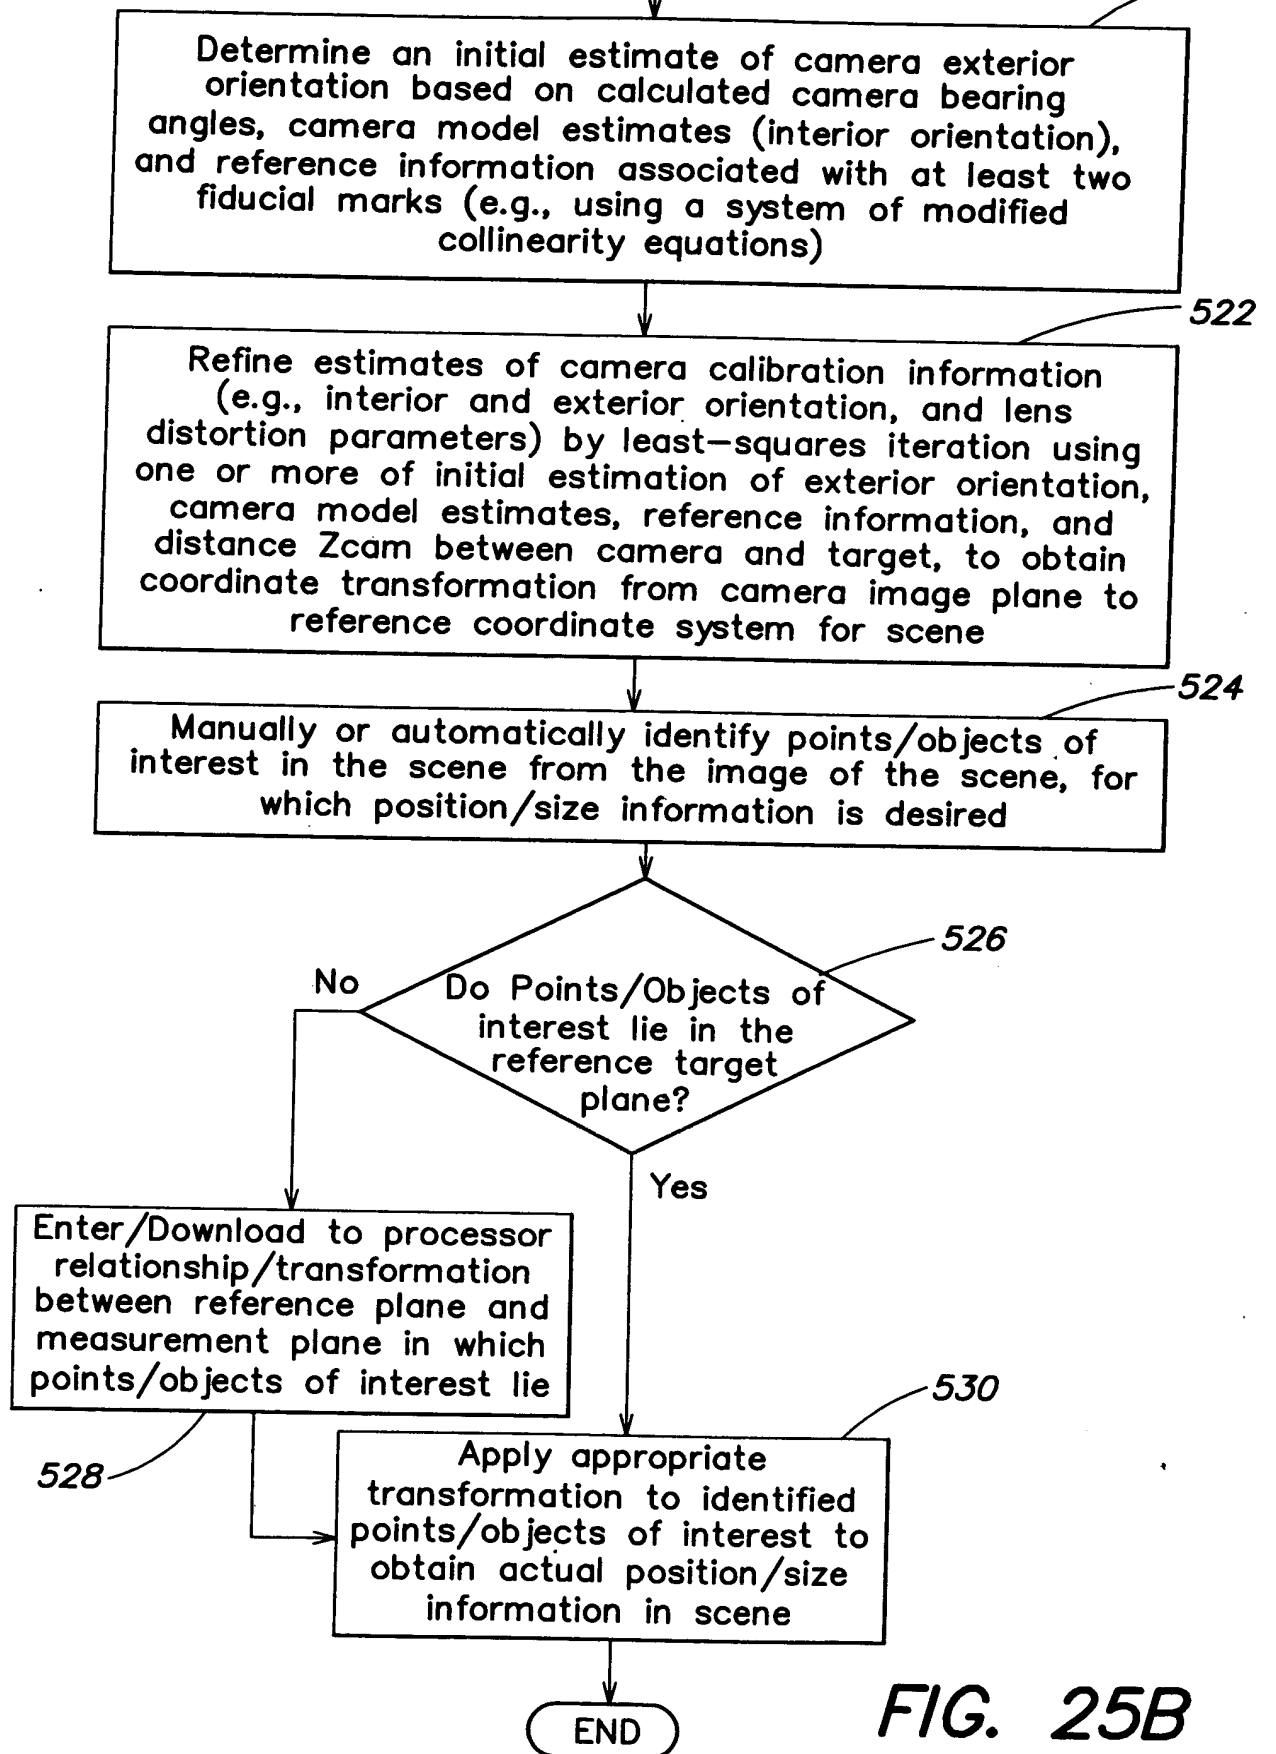 Determine an initial estimate of camera exterior
orientation based on calculated camera bearing
angles, camera model estimates (interior orientation),
and reference information associated with at least two
fiducial marks (e.g., using a system of modified
collinearity equations)
522
Refine estimates of camera calibration information
(e.g., interior and exterior orientation, and lens
distortion parameters) by least-squares iteration using
one or more of initial estimation of exterior orientation,
camera model estimates, reference information, and
distance Zcam between camera and target, to obtain
coordinate transformation from camera image plane to
reference coordinate system for scene
524
Manually or automatically identify points/objects of
interest in the scene from the image of the scene, for
which position/size information is desired
526
No
Do Points/Objects of
interest lie in the
reference target
plane?
Yes
Enter/Download to processor
relationship/transformation
between reference plane and
measurement plane in which
points/objects of interest lie
528
530
Apply appropriate
transformation to identified
points/objects of interest to
obtain actual position/size
information in scene
END
FIG. 25B